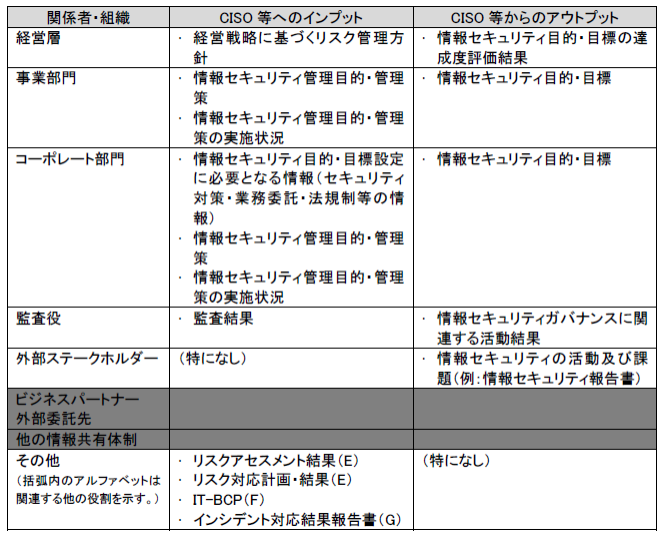 関係者・組織
CISO 等へのインプット
CISO 等からのアウトプット
経営層
・ 経営戦略に基づくリスク管理方
針
・ 情報セキュリティ目的・目標の達
成度評価結果
事業部門
・ 情報セキュリティ管理目的・管理
策
・ 情報セキュリティ管理目的・管理
策の実施状況
・ 情報セキュリティ目的・目標
コーポレート部門
・ 情報セキュリティ目的・目標設定
に必要となる情報（セキュリティ
対策・業務委託・法規制等の情
報）
・ 情報セキュリティ管理目的・管理
策
・ 情報セキュリティ管理目的・管理
策の実施状況
・ 情報セキュリティ目的・目標
監査役
・ 監査結果
・ 情報セキュリティガバナンスに関
連する活動結果
外部ステークホルダー
（特になし）
・ 情報セキュリティの活動及び課
題（例：情報セキュリティ報告書）
ビジネスパートナー
外部委託先
他の情報共有体制
その他
（括弧内のアルファベットは
関連する他の役割を示す。）
・ リスクアセスメント結果（E）
・ リスク対応計画・結果（E）
・ IT-BCP（F）
・ インシデント対応結果報告書（G）
（特になし）